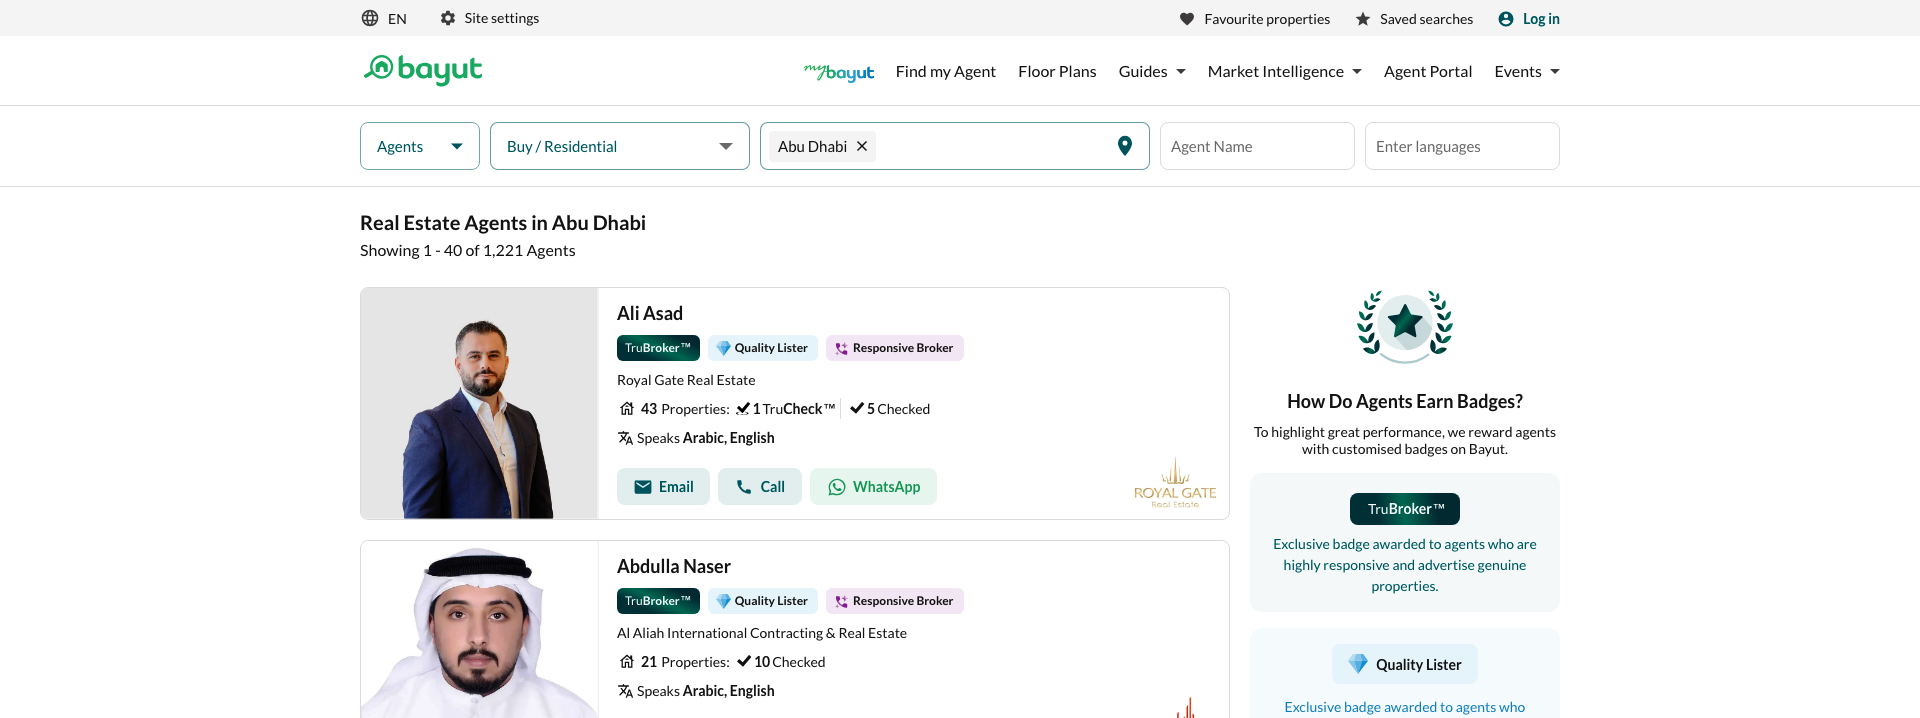 EN
Site settings
Favourite properties
Saved searches
Log in
bayut
mybayut
Find my Agent
Floor Plans
Guides
Market Intelligence
Agent Portal
Events
Agents
Buy / Residential
Abu Dhabi
Agent Name
Enter languages
Real Estate Agents in Abu Dhabi
Showing 1 - 40 of 1,221 Agents
Ali Asad
TruBroker™
Quality Lister
Responsive Broker
Royal Gate Real Estate
43 Properties: 1 TruCheck™ 5 Checked
Speaks Arabic, English
Email
Call
WhatsApp
ROYAL GATE
Real Estate
Abdulla Naser
TruBroker™
Quality Lister
Responsive Broker
Al Aliah International Contracting & Real Estate
21 Properties: 10 Checked
Speaks Arabic, English
How Do Agents Earn Badges?
To highlight great performance, we reward agents
with customised badges on Bayut.
TruBroker™
Exclusive badge awarded to agents who are
highly responsive and advertise genuine
properties.
Quality Lister
Exclusive badge awarded to agents who